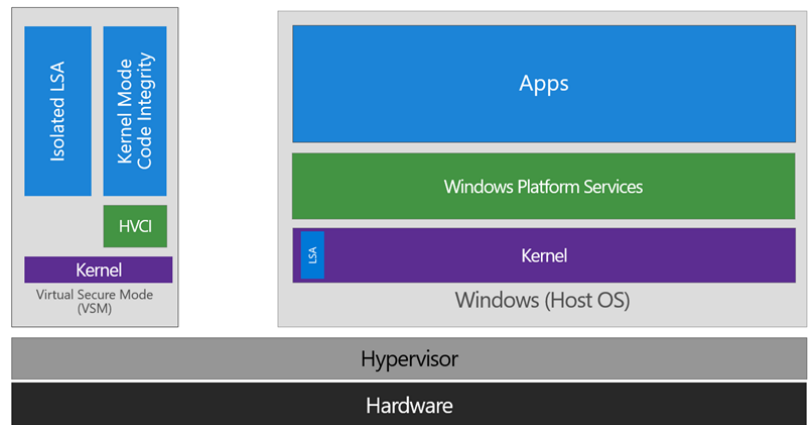 Isolated LSA
Kernel Mode
Code Integrity
HVCI
Kernel
Virtual Secure Mode
(VSM)
Apps
Windows Platform Services
LSA
Kernel
Windows (Host OS)
Hypervisor
Hardware